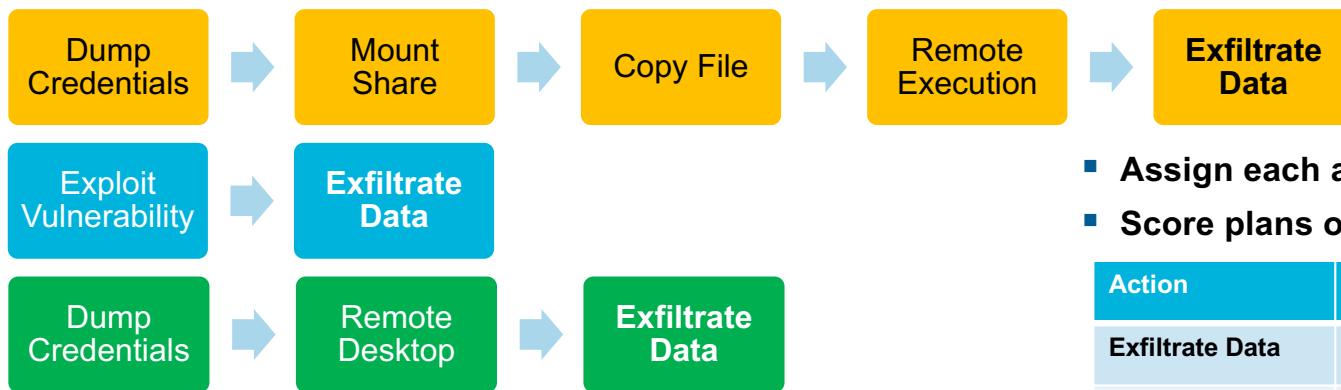 Dump
Credentials
Mount
Share
Copy File
Remote
Execution
Exfiltrate
Data
Exploit
Vulnerability
Exfiltrate
Data
Dump
Credentials
Remote
Desktop
Exfiltrate
Data
▪ Assign each
▪ Score plans
Action
Exfiltrate Data